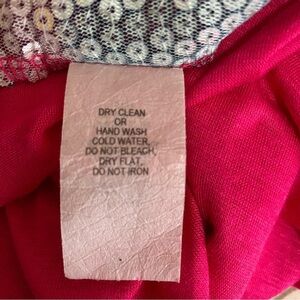 DRY CLEAN
OR
HAND WASH
COLD WATER,
DO NOT BLEACH,
DRY FLAT,
DO NOT IRON